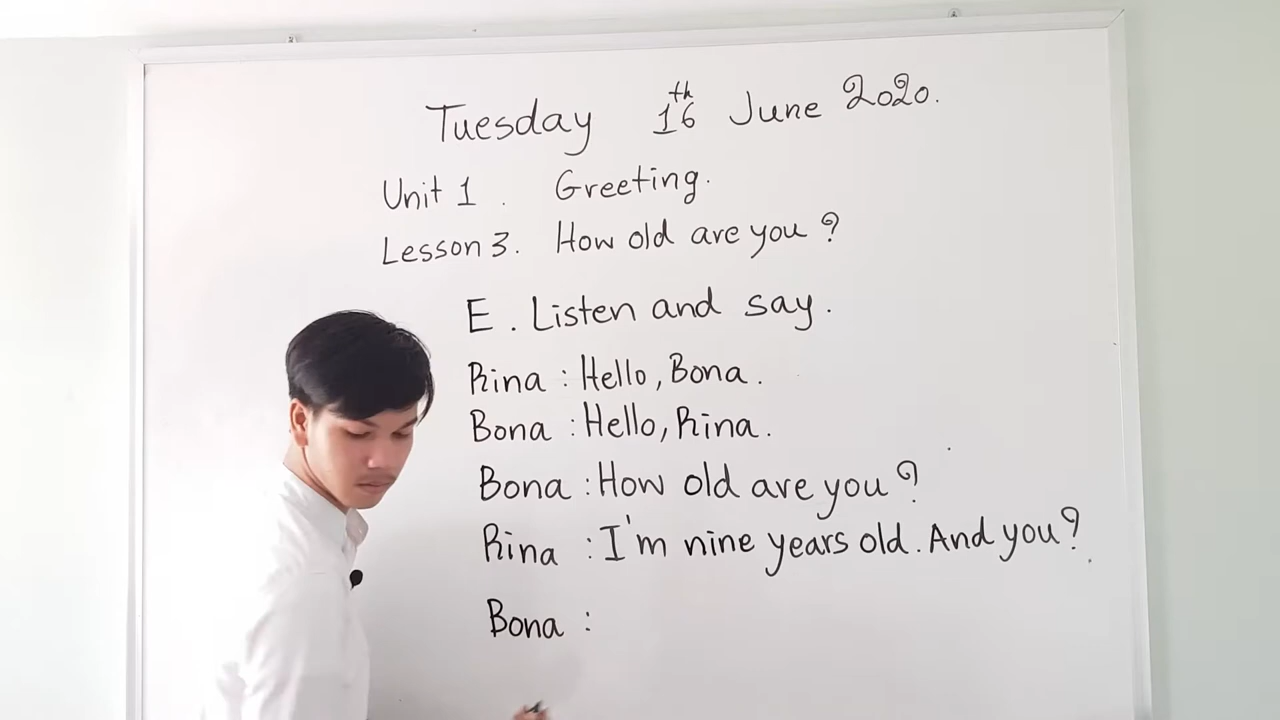 Tuesday 16th June 2020.
Unit 1. Greeting.
Lesson 3. How old are you?
E. Listen and say.
Rina : Hello, Bona.
Bona : Hello, Rina.
Bona : How old are you?
Rina : I'm nine years old. And you?
Bona :